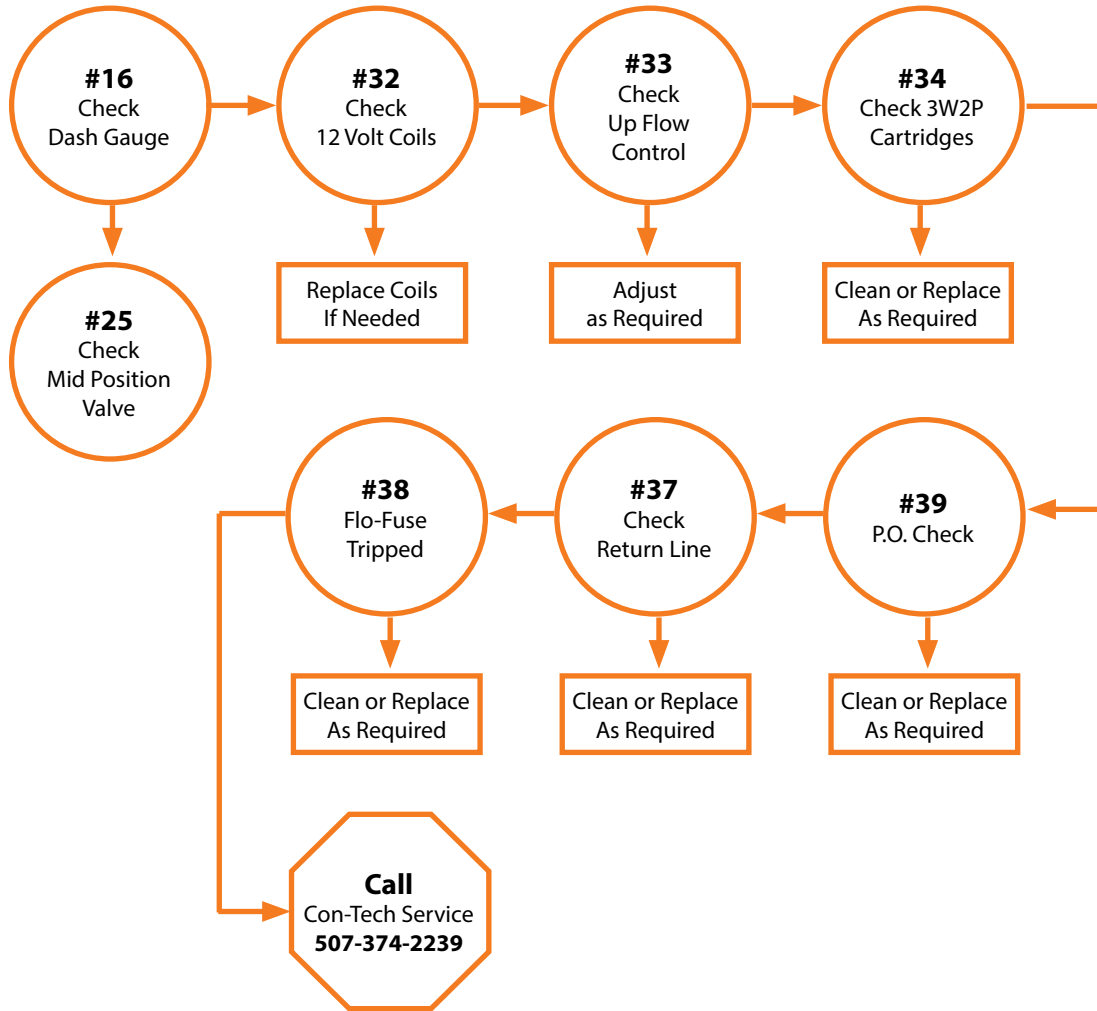 #16
Check
Dash Gauge
#32
Check
12 Volt Coils
#33
Check
Up Flow
Control
#34
Check 3W2P
Cartridges
#25
Check
Mid Position
Valve
Replace Coils
If Needed
Adjust
as Required
Clean or Replace
As Required
#38
Flo-Fuse
Tripped
#37
Check
Return Line
#39
P.O. Check
Clean or Replace
As Required
Clean or Replace
As Required
Clean or Replace
As Required
Call
Con-Tech Service
507-374-2239